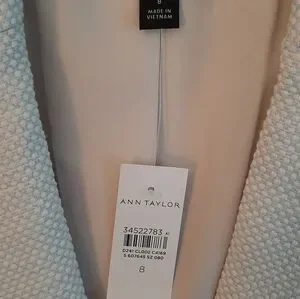 8
MADE IN
VIETNAM
ANN TAYLOR
34522783
8